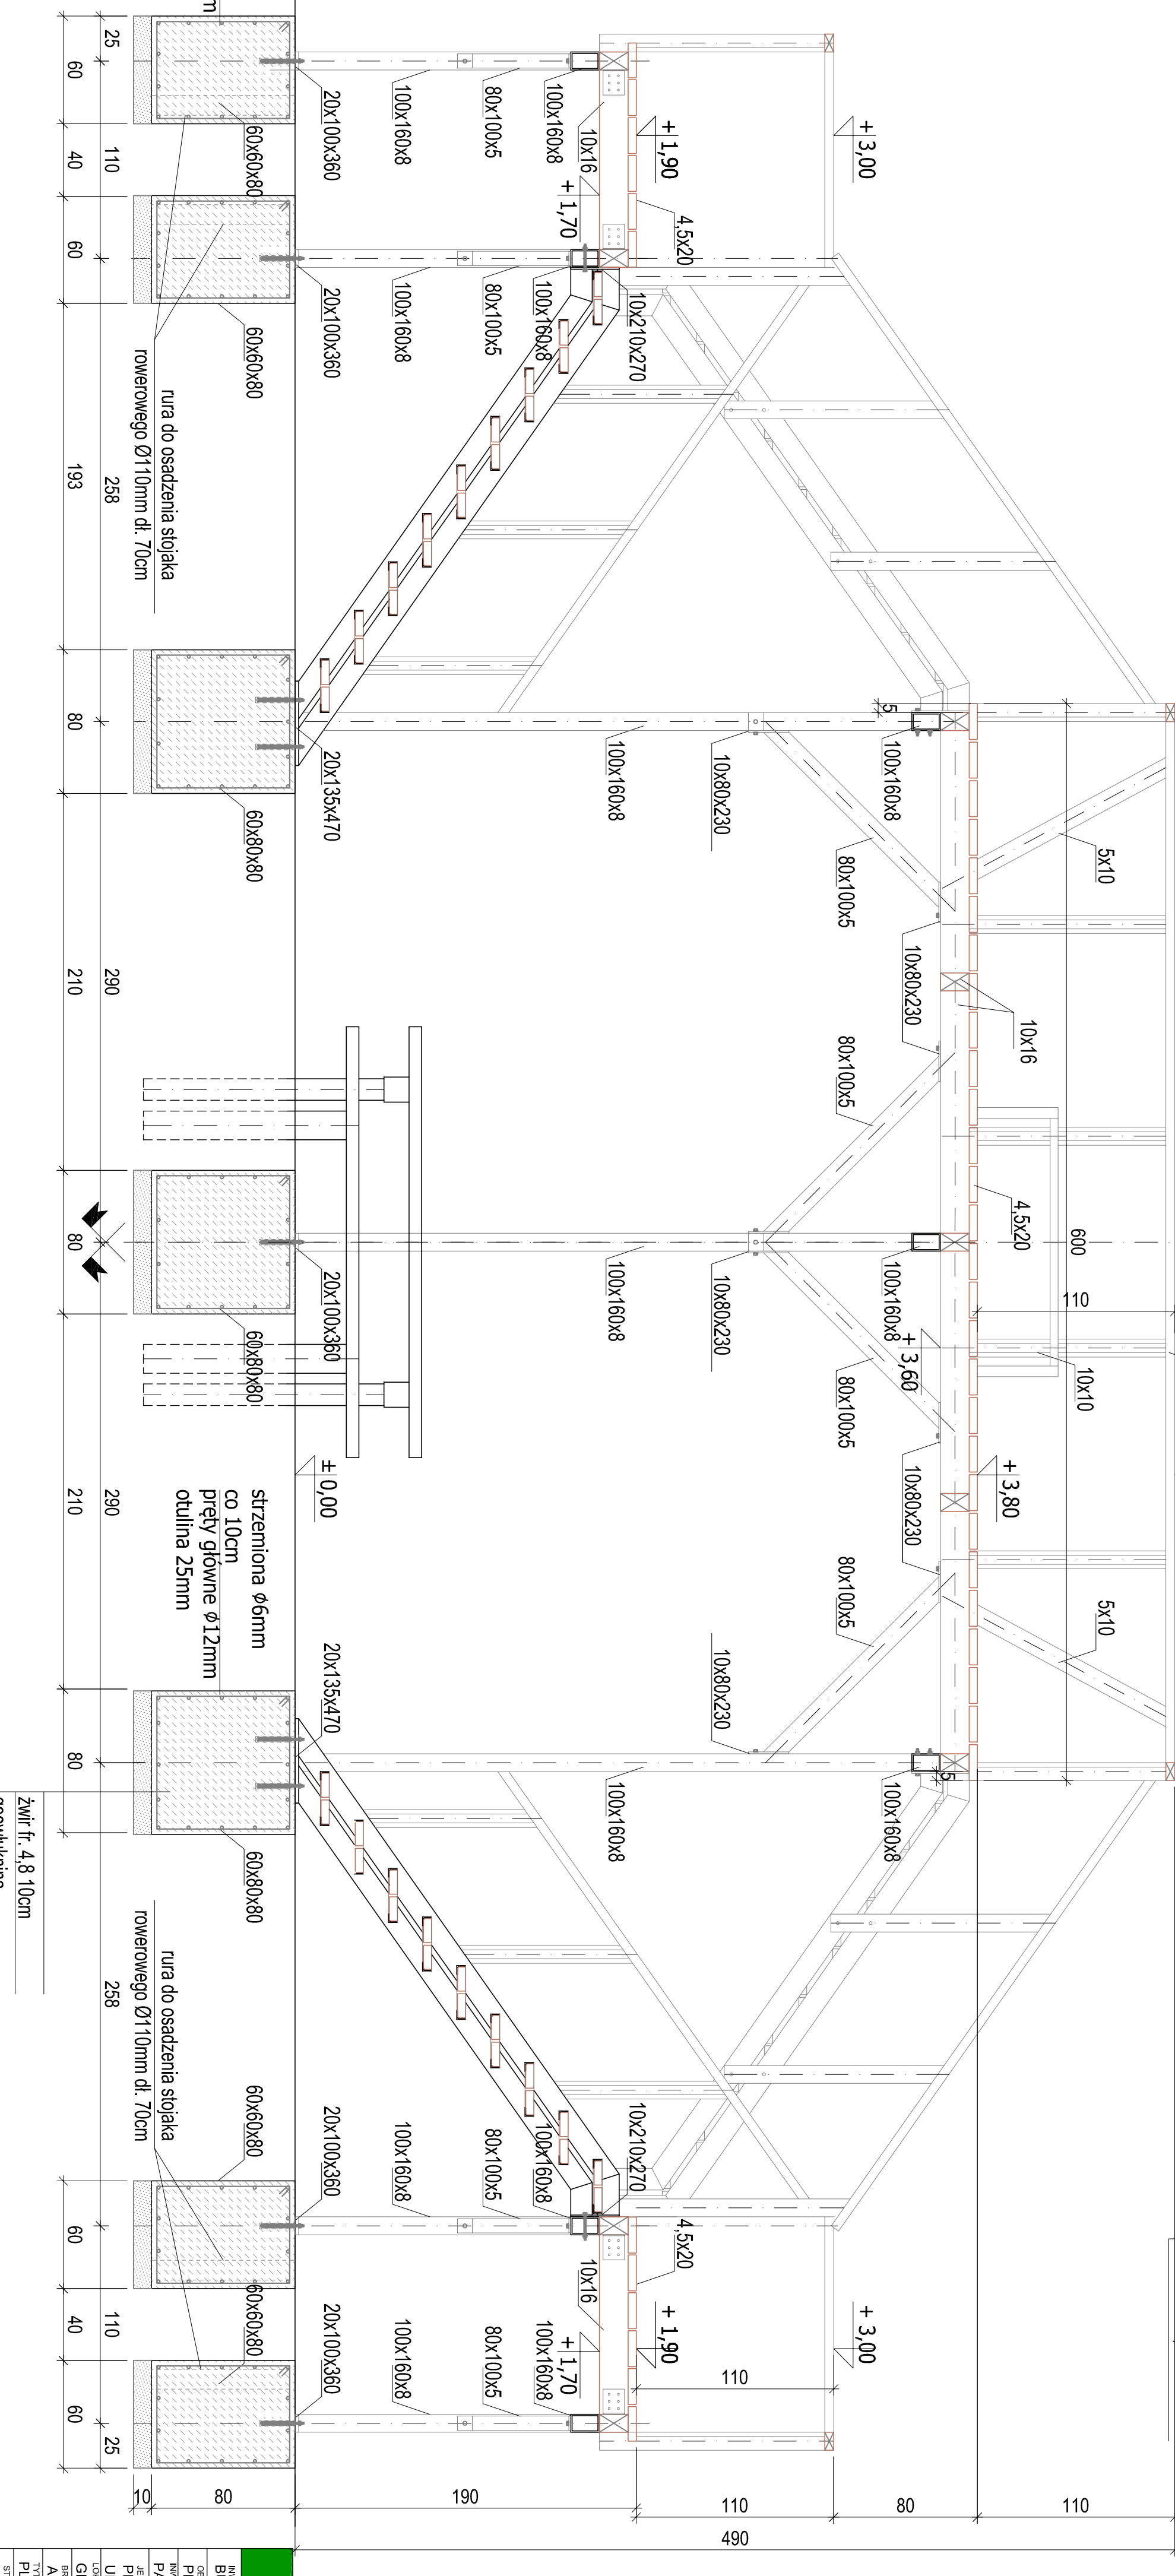 + 3,00
+ 1,90
4,5x20
10x16
+ 1,70
100x160x8
80x100x5
100x160x8
20x100x360
60x60x80
10x210x270
100x160x8
80x100x5
100x160x8
20x100x360
60x60x80
rura do osadzenia stojaka
rowerowego Ø110mm dł. 70cm
5
100x160x8
10x80x230
100x160x8
20x135x470
60x80x80
5x10
80x100x5
10x80x230
10x16
80x100x5
4,5x20
600
110
10x10
100x160x8
+ 3,60
10x80x230
100x160x8
20x100x360
60x80x80
80x100x5
10x80x230
+ 3,80
± 0,00
strzemiona ø6mm
co 10cm
pręty główne ø12mm
otulina 25mm
5x10
80x100x5
10x80x230
5
100x160x8
100x160x8
20x135x470
60x80x80
żwir fr. 4,8 10cm
geowłóknina
rura do osadzenia stojaka
rowerowego Ø110mm dł. 70cm
10x210x270
100x160x8
80x100x5
100x160x8
20x100x360
60x60x80
+ 3,00
+ 1,90
4,5x20
10x16
+ 1,70
100x160x8
80x100x5
100x160x8
20x100x360
60x60x80
110
25 110 258 290 290 258 110 25
60 40 60 193 80 210 80 210 80 60 40 60
10 80 190 110 80 110
490